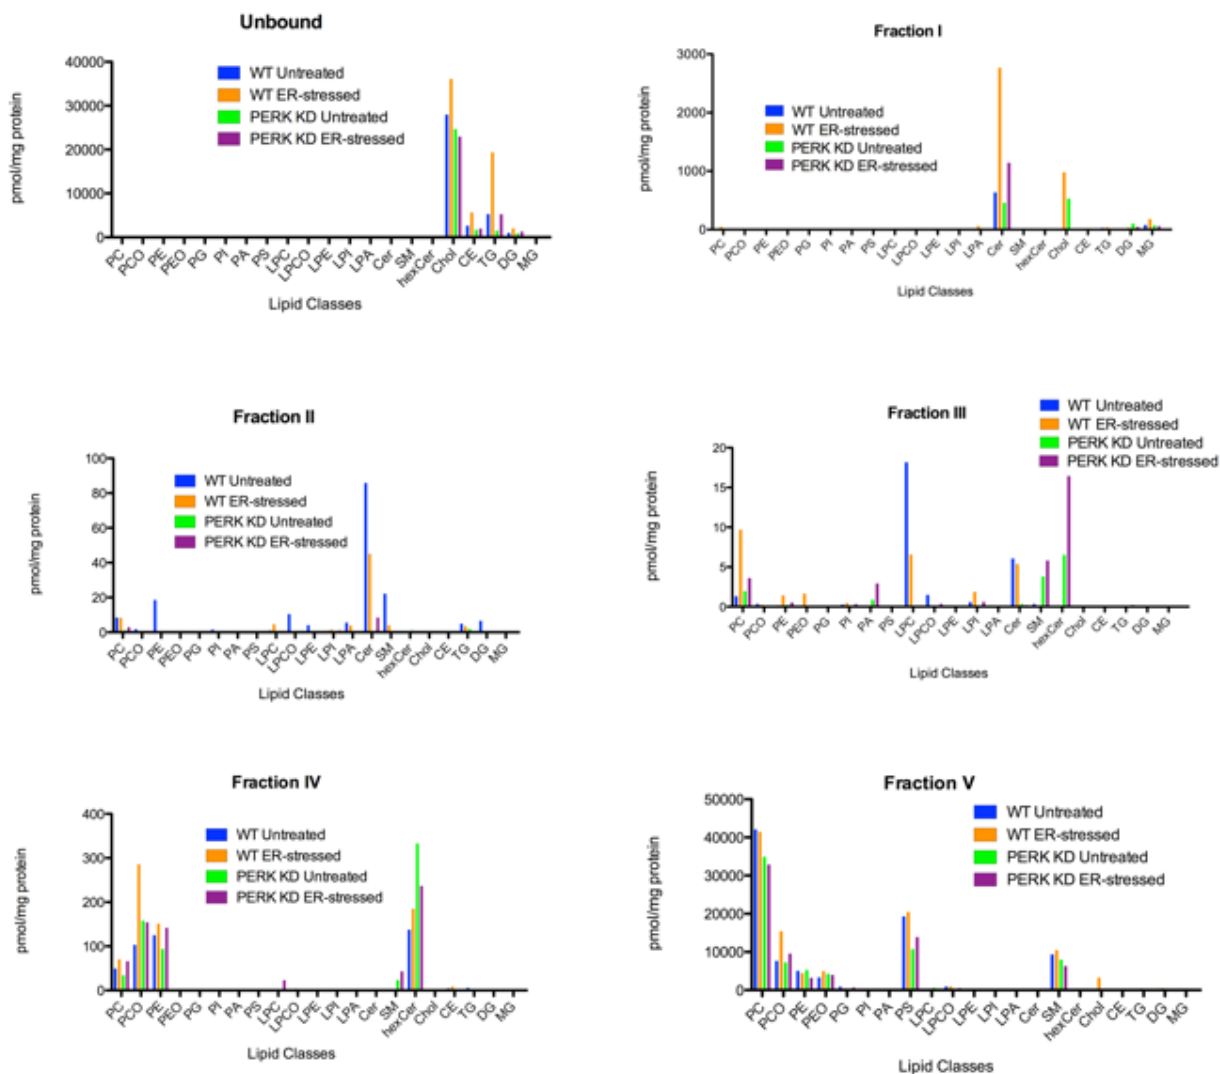 Unbound
pmol/mg protein
40000
30000
20000
10000
0
WT Untreated
WT ER-stressed
PERK KD Untreated
PERK KD ER-stressed
PC PCO PE PEO PG PI PA PS LPC LPCO LPE LPI LPA Cer SM hexCer Chol CE TG DG MG
Lipid Classes
Fraction I
pmol/mg protein
3000
2000
1000
0
WT Untreated
WT ER-stressed
PERK KD Untreated
PERK KD ER-stressed
PC PCO PE PEO PG PI PA PS LPC LPCO LPE LPI LPA Cer SM hexCer Chol CE TG DG MG
Lipid Classes
Fraction II
pmol/mg protein
100
80
60
40
20
0
WT Untreated
WT ER-stressed
PERK KD Untreated
PERK KD ER-stressed
PC PCO PE PEO PG PI PA PS LPC LPCO LPE LPI LPA Cer SM hexCer Chol CE TG DG MG
Lipid Classes
Fraction III
pmol/mg protein
20
15
10
5
0
WT Untreated
WT ER-stressed
PERK KD Untreated
PERK KD ER-stressed
PC PCO PE PEO PG PI PA PS LPC LPCO LPE LPI LPA Cer SM hexCer Chol CE TG DG MG
Lipid Classes
Fraction IV
pmol/mg protein
400
300
200
100
0
WT Untreated
WT ER-stressed
PERK KD Untreated
PERK KD ER-stressed
PC PCO PE PEO PG PI PA PS LPC LPCO LPE LPI LPA Cer SM hexCer Chol CE TG DG MG
Lipid Classes
Fraction V
pmol/mg protein
50000
40000
30000
20000
10000
0
WT Untreated
WT ER-stressed
PERK KD Untreated
PERK KD ER-stressed
PC PCO PE PEO PG PI PA PS LPC LPCO LPE LPI LPA Cer SM hexCer Chol CE TG DG MG
Lipid Classes